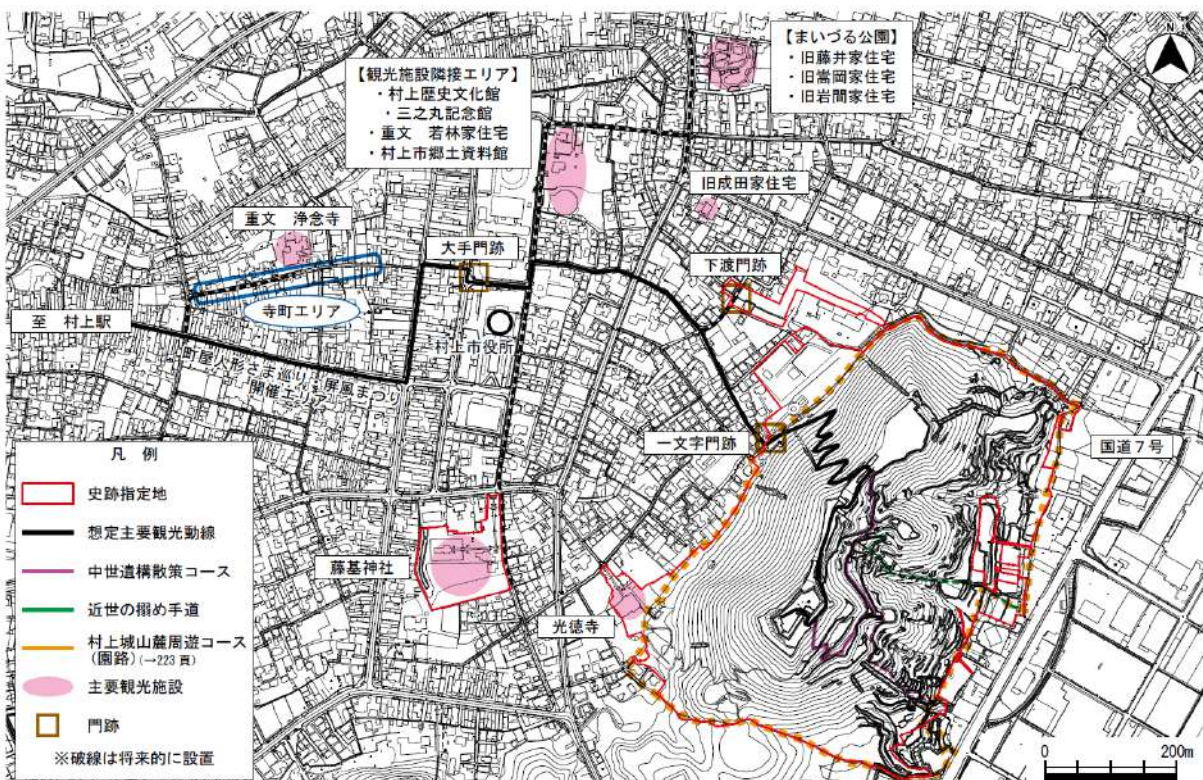 【観光施設隣接エリア】
・村上歴史文化館
・三之丸記念館
・重文　若林家住宅
・村上市郷土資料館
【まいづる公園】
・旧藤井家住宅
・旧嵩岡家住宅
・旧岩間家住宅
N
旧成田家住宅
重文　浄念寺
大手門跡
下渡門跡
寺町エリア
至　村上駅
村上市役所
町屋人形さま巡り・屏風まつり
開催エリア
一文字門跡
国道７号
藤基神社
光徳寺
凡　例
史跡指定地
想定主要観光動線
中世遺構散策コース
近世の搦め手道
村上城山麓周遊コース
（園路）（→223 頁）
主要観光施設
門跡
※破線は将来的に設置
0　200m